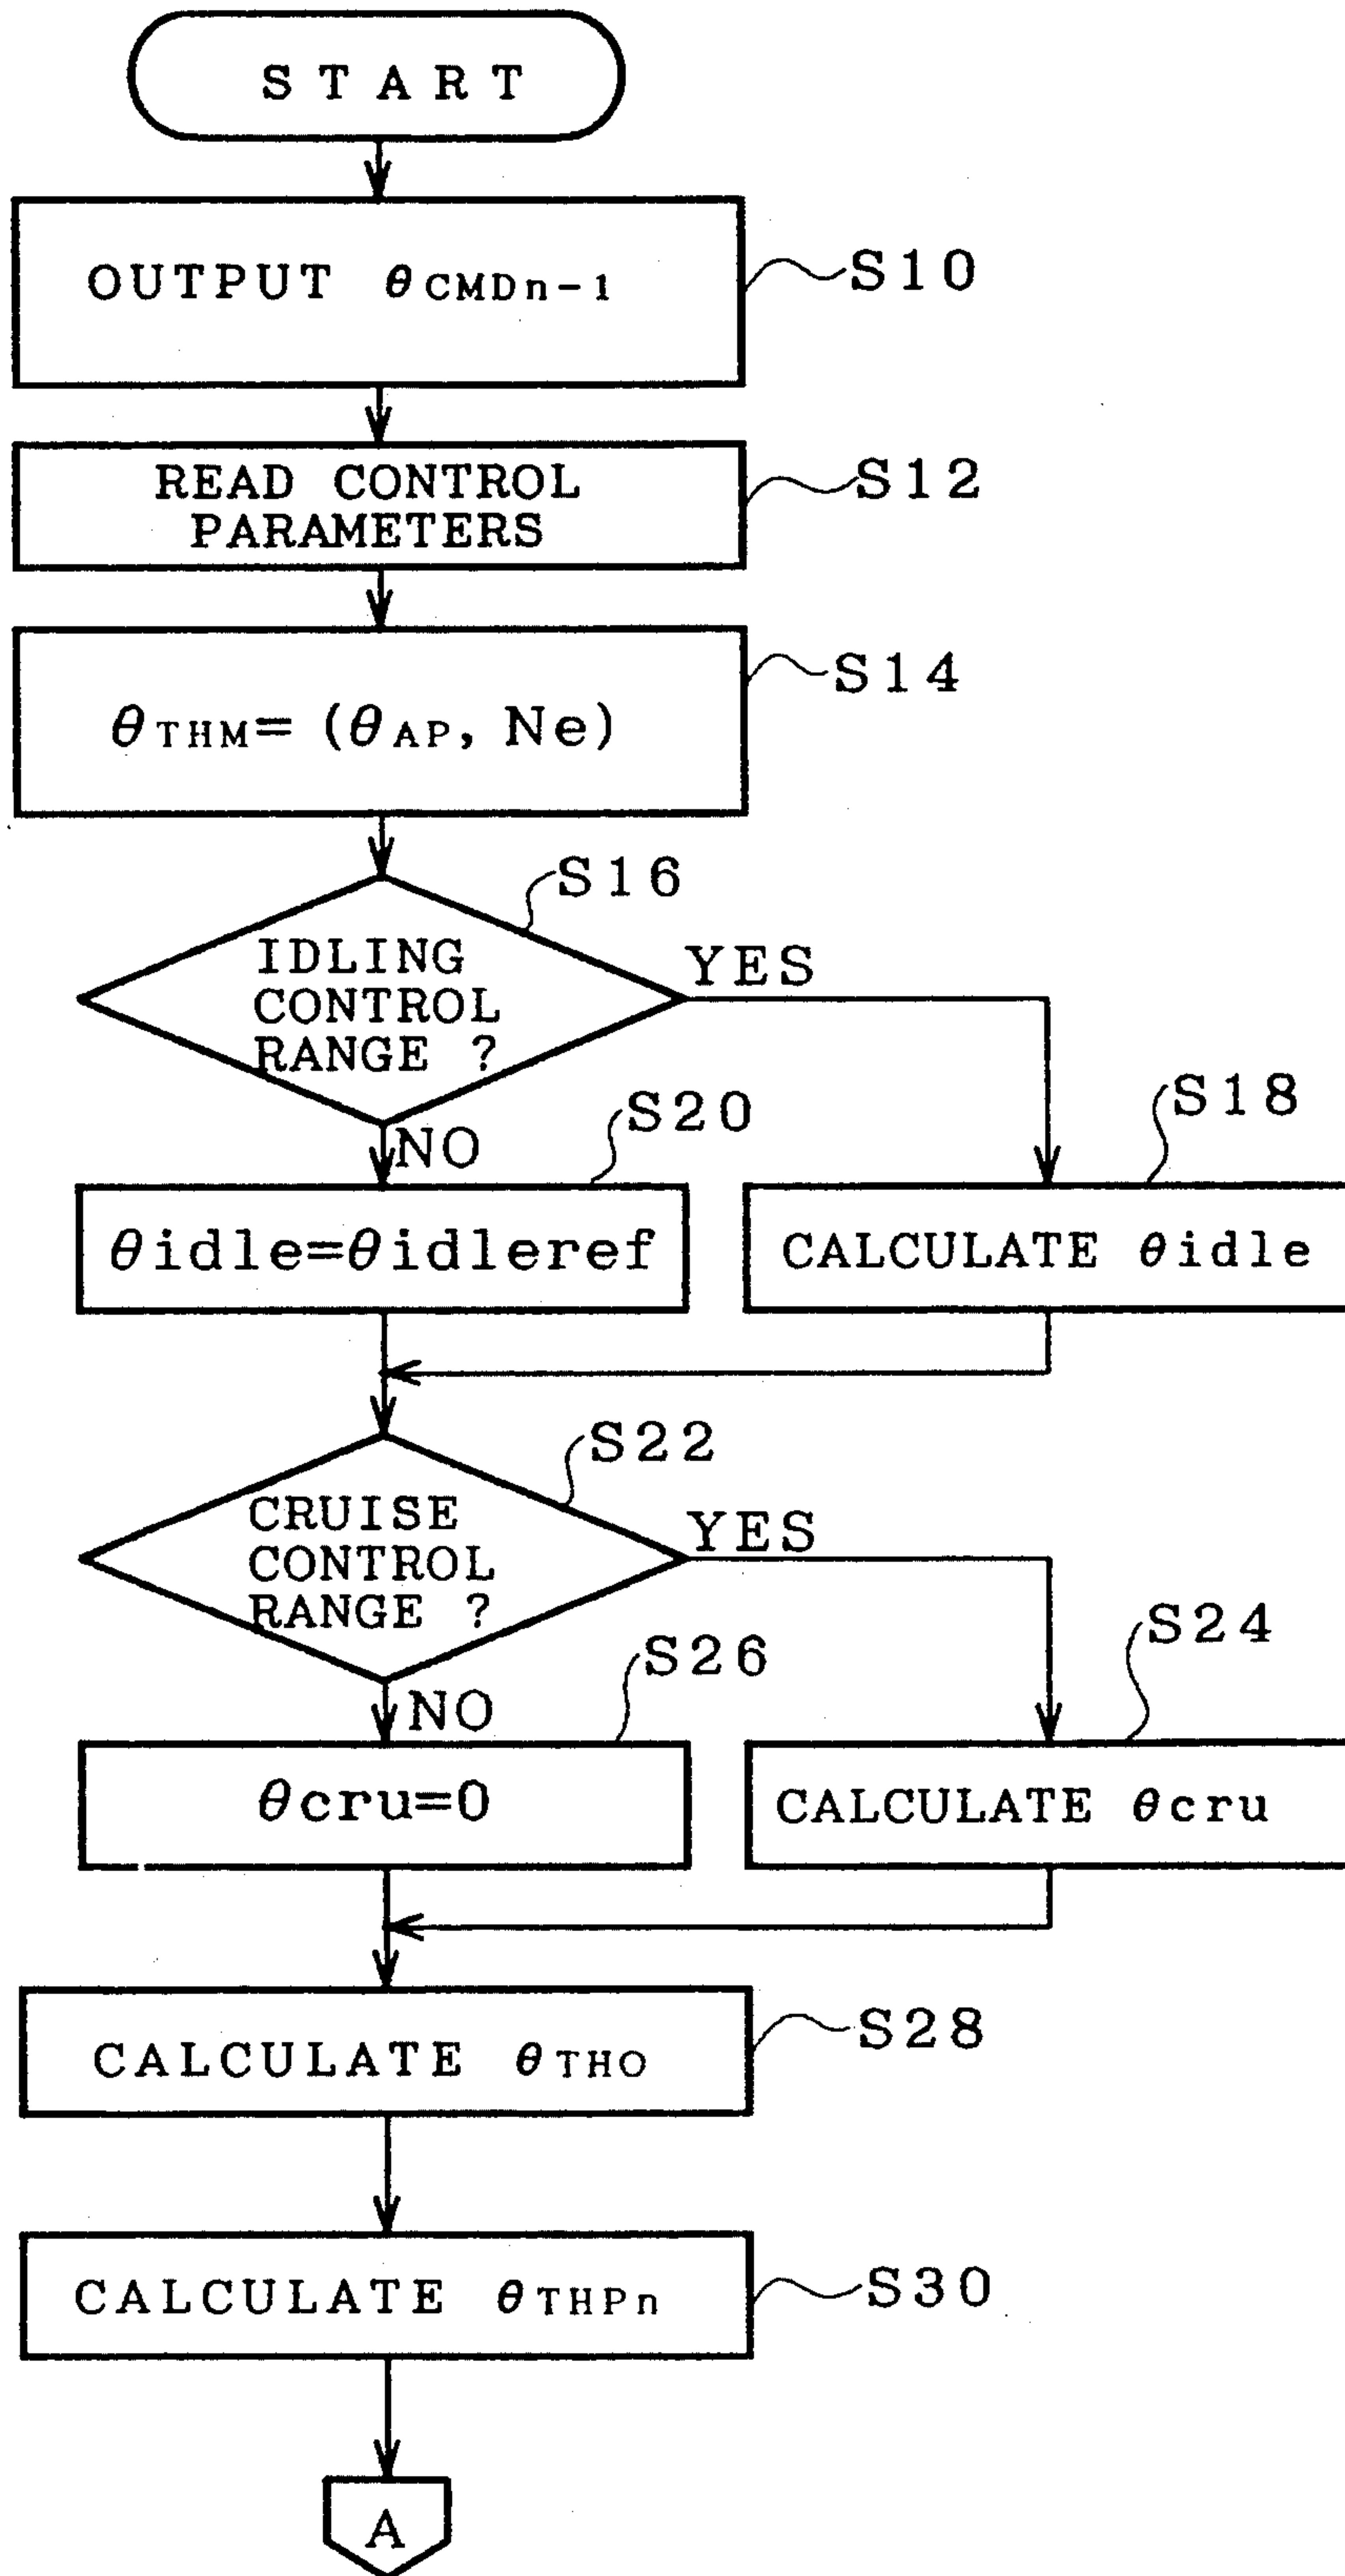 START
OUTPUT θCMDn-1
S10
READ CONTROL
PARAMETERS
S12
S14
θTHM= (θAP, Ne)
S16
IDLING
CONTROL
RANGE ?
YES
NO
S20
S18
θidle=θidleref
CALCULATE θidle
S22
CRUISE
CONTROL
RANGE ?
YES
NO
S26
S24
θcru=0
CALCULATE θcru
S28
CALCULATE θTHO
S30
CALCULATE θTHPn
A